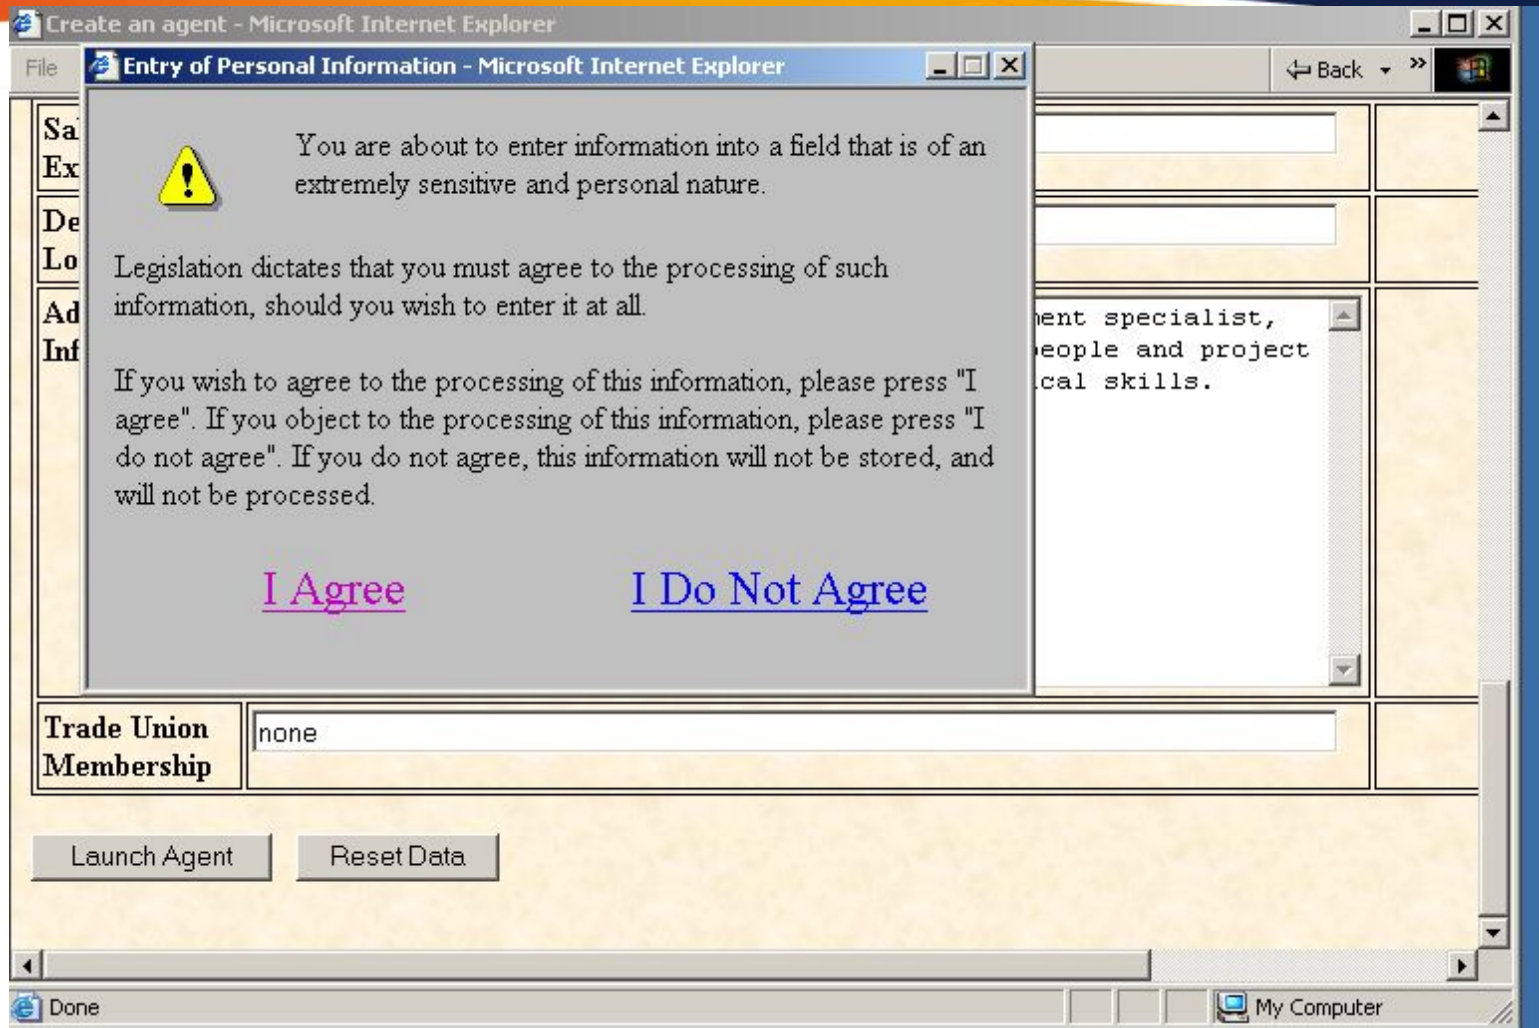 Create an agent - Microsoft Internet Explorer
File
Back
Entry of Personal Information - Microsoft Internet Explorer
You are about to enter information into a field that is of an
extremely sensitive and personal nature.
Legislation dictates that you must agree to the processing of such
information, should you wish to enter it at all.
If you wish to agree to the processing of this information, please press "I
agree". If you object to the processing of this information, please press "I
do not agree". If you do not agree, this information will not be stored, and
will not be processed.
I Agree
I Do Not Agree
Sal
Ex
De
Lo
Ad
Inf
specialist,
and project
skills.
Trade Union
Membership
none
Launch Agent
Reset Data
Done
My Computer